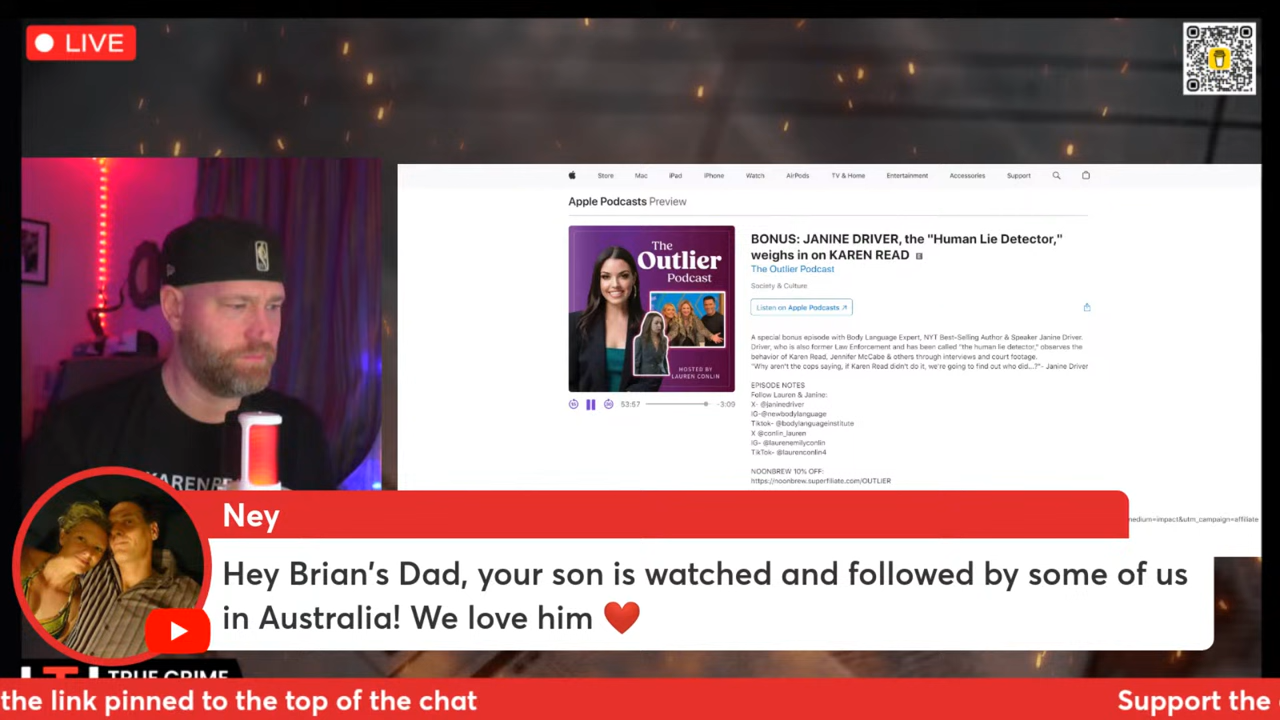 LIVE
Store Mac iPad iPhone Watch AirPods TV & Home Entertainment Accessories Support
Apple Podcasts Preview
The
Outlier
Podcast
HOSTED BY
LAUREN CONLIN
53:57
-3:09
BONUS: JANINE DRIVER, the "Human Lie Detector,"
weighs in on KAREN READ
The Outlier Podcast
Society & Culture
Listen on Apple Podcasts ↗
A special bonus episode with Body Language Expert, NYT Best-Selling Author & Speaker Janine Driver.
Driver, who is also former Law Enforcement and has been called "the human lie detector," observes the
behavior of Karen Read, Jennifer McCabe & others through interviews and court footage.
"Why aren't the cops saying, if Karen Read didn't do it, we're going to find out who did...?"- Janine Driver
EPISODE NOTES
Follow Lauren & Janine:
X- @janinedriver
IG-@newbodylanguage
Tiktok- @bodylanguageinstitute
X @conlin_lauren
IG- @laurenemilyconlin
TikTok- @laurenconlin4
NOONBREW 10% OFF:
https://noonbrew.superfiliate.com/OUTLIER
medium=impact&utm_campaign=affiliate
KAREN
Ney
Hey Brian's Dad, your son is watched and followed by some of us
in Australia! We love him ❤️
TRUE CRIME
the link pinned to the top of the chat
Support the